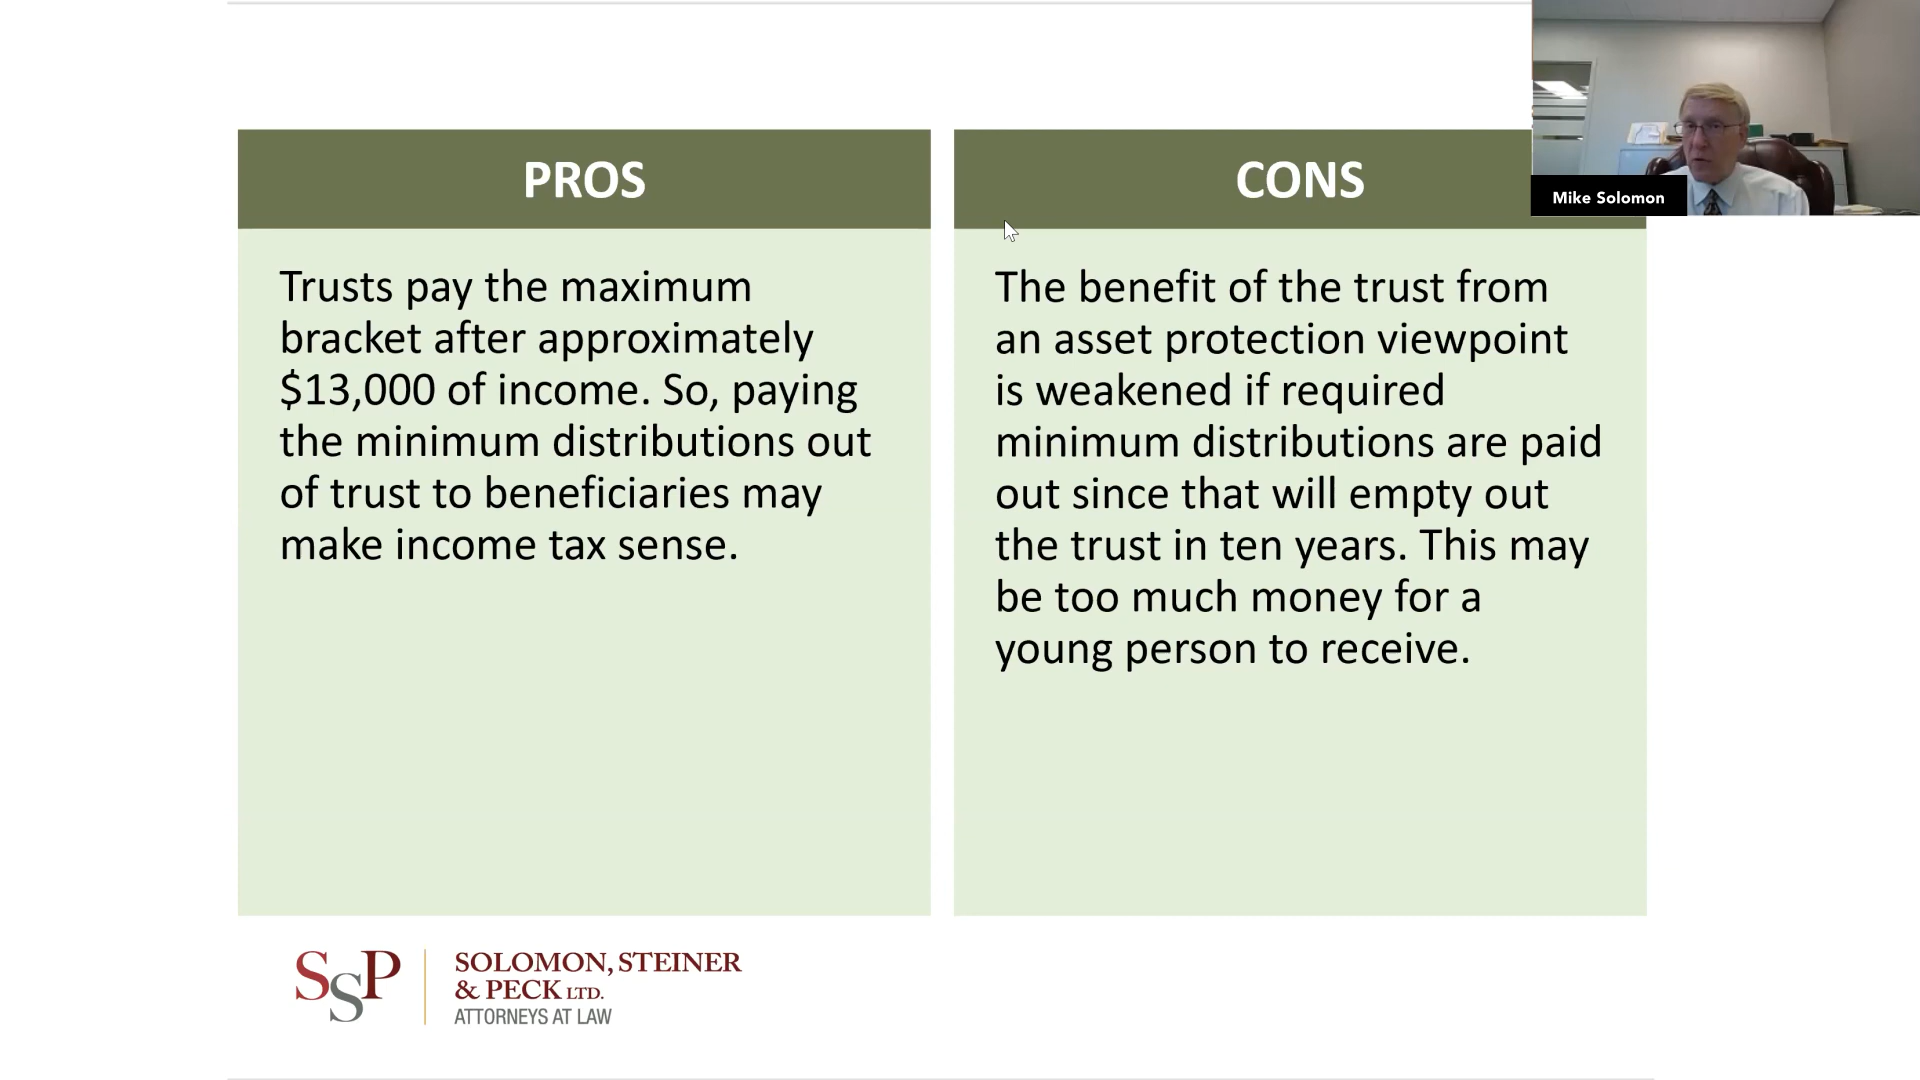 PROS
Trusts pay the maximum
bracket after approximately
$13,000 of income. So, paying
the minimum distributions out
of trust to beneficiaries may
make income tax sense.
CONS
The benefit of the trust from
an asset protection viewpoint
is weakened if required
minimum distributions are paid
out since that will empty out
the trust in ten years. This may
be too much money for a
young person to receive.
Mike Solomon
SSP
SOLOMON, STEINER
& PECK LTD.
ATTORNEYS AT LAW